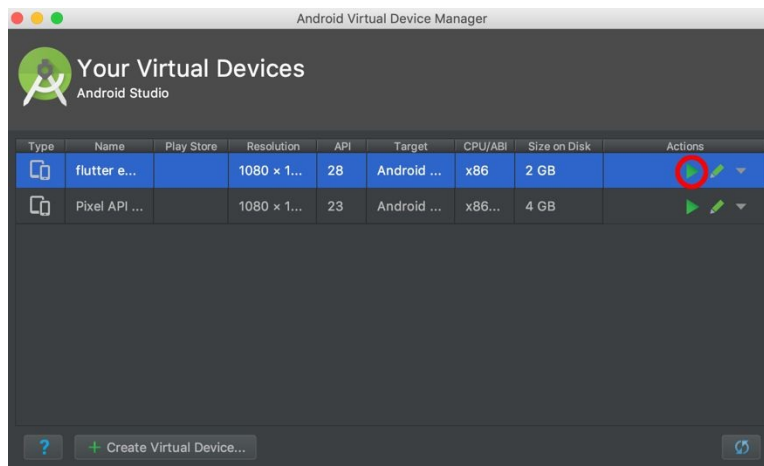 Android Virtual Device Manager
Your Virtual Devices
Android Studio
Type Name Play Store Resolution API Target CPU/ABI Size on Disk Actions
flutter e... 1080 × 1... 28 Android ... x86 2 GB
Pixel API ... 1080 × 1... 23 Android ... x86... 4 GB
? + Create Virtual Device...